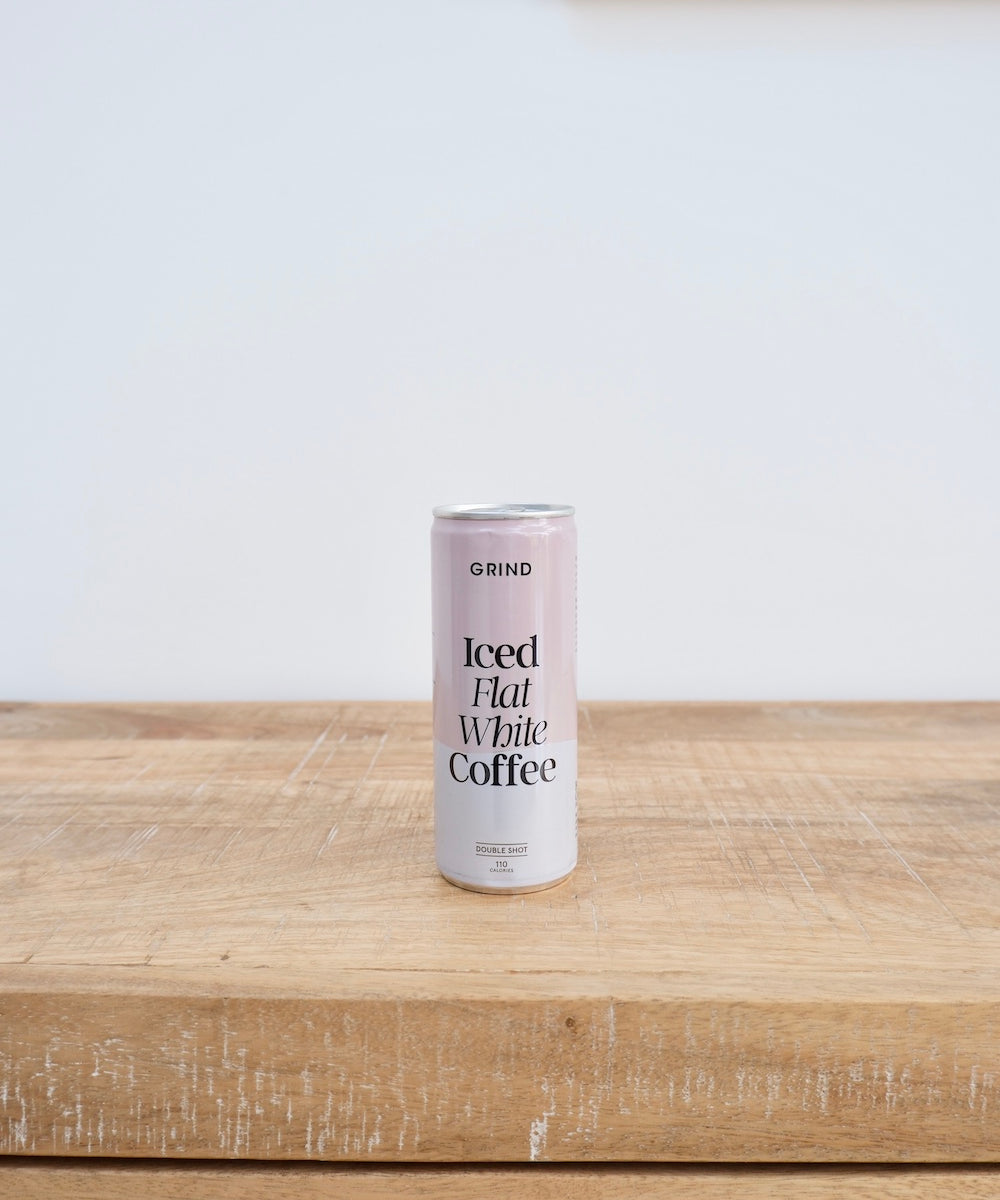 GRIND
Iced
Flat
White
Coffee
DOUBLE SHOT
110
CALORIES